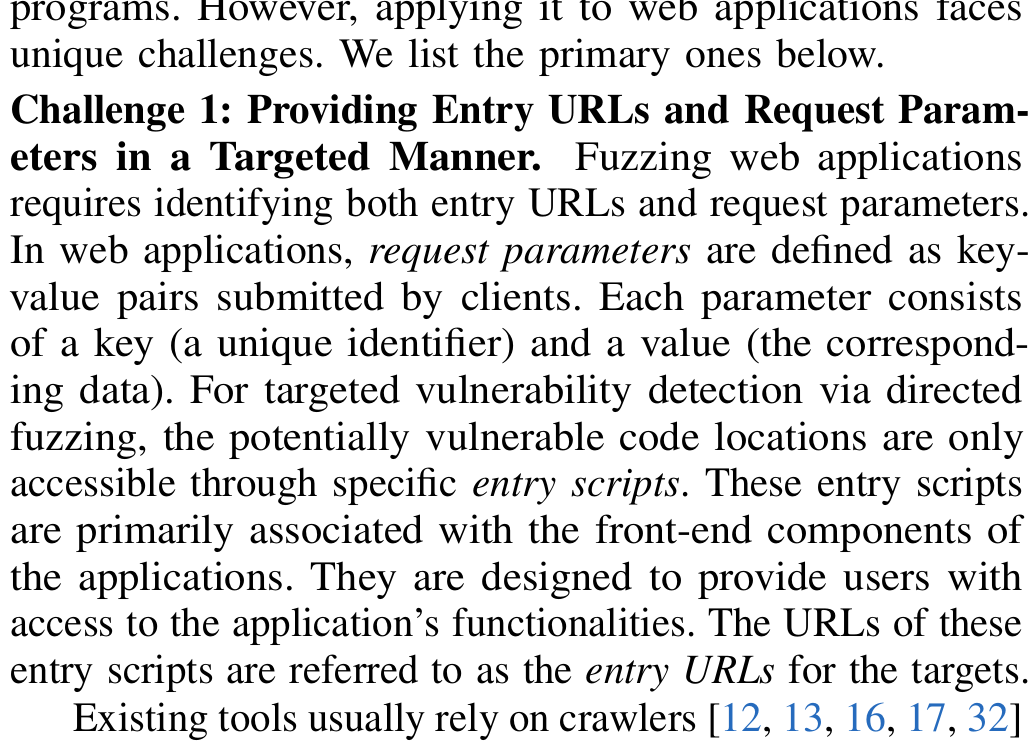 programs. However, applying it to web applications faces
unique challenges. We list the primary ones below.
Challenge 1: Providing Entry URLs and Request Param-
eters in a Targeted Manner. Fuzzing web applications
requires identifying both entry URLs and request parameters.
In web applications, request parameters are defined as key-
value pairs submitted by clients. Each parameter consists
of a key (a unique identifier) and a value (the correspond-
ing data). For targeted vulnerability detection via directed
fuzzing, the potentially vulnerable code locations are only
accessible through specific entry scripts. These entry scripts
are primarily associated with the front-end components of
the applications. They are designed to provide users with
access to the application’s functionalities. The URLs of these
entry scripts are referred to as the entry URLs for the targets.
Existing tools usually rely on crawlers [12, 13, 16, 17, 32]